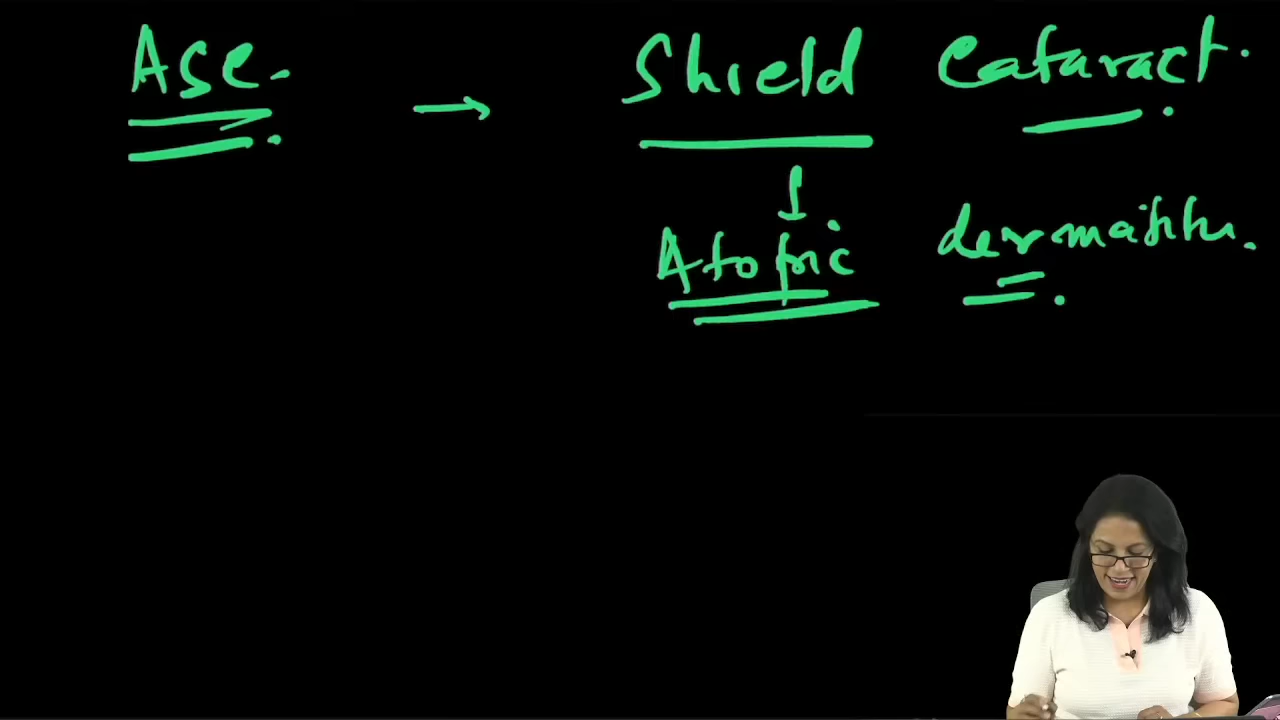 ASC. → Shield Cataract.
Atopic dermatitis.